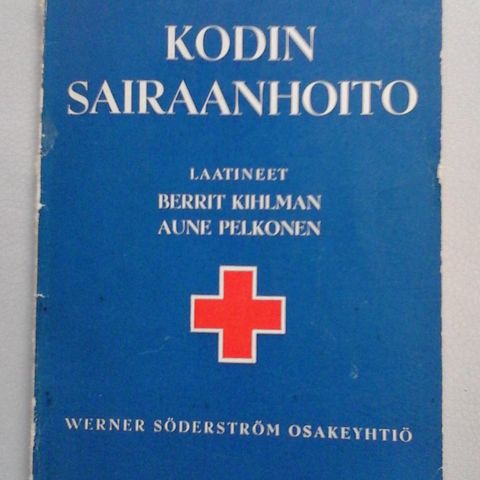 KODIN
SAIRAANHOITO
LAATINEET
BERRIT KIHLMAN
AUNE PELKONEN
WERNER SÖDERSTRÖM OSAKEYHTIÖ